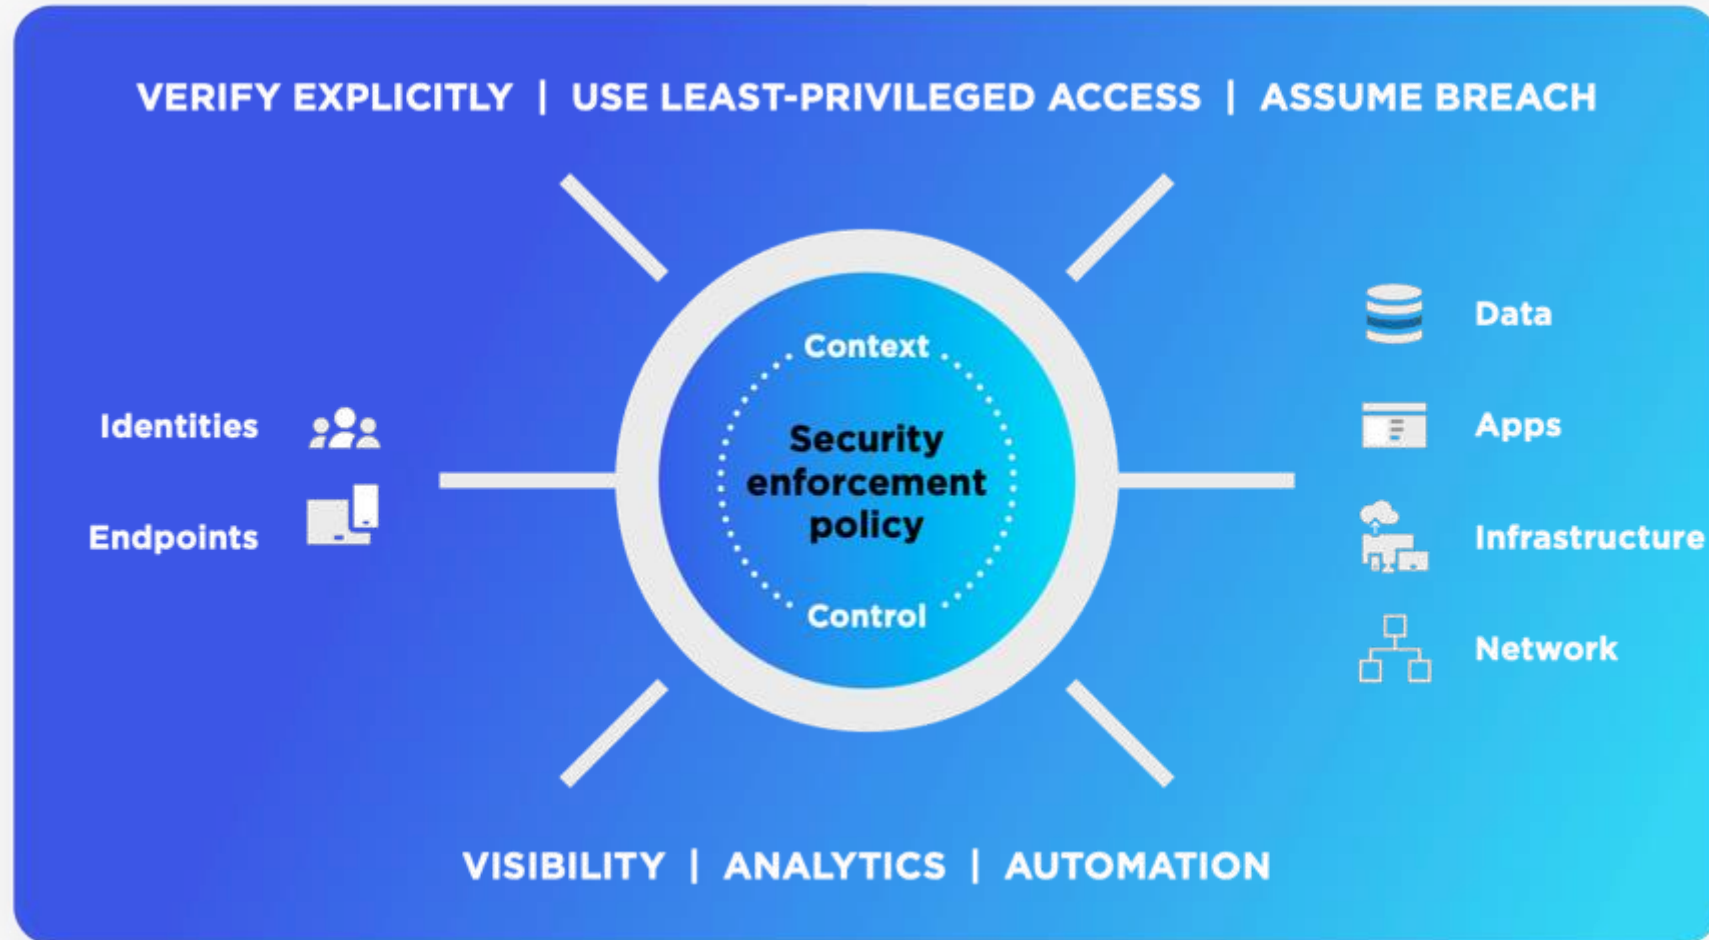 VERIFY EXPLICITLY | USE LEAST-PRIVILEGED ACCESS | ASSUME BREACH
Identities
Endpoints
Context
Security
enforcement
policy
Control
Data
Apps
Infrastructure
Network
VISIBILITY | ANALYTICS | AUTOMATION